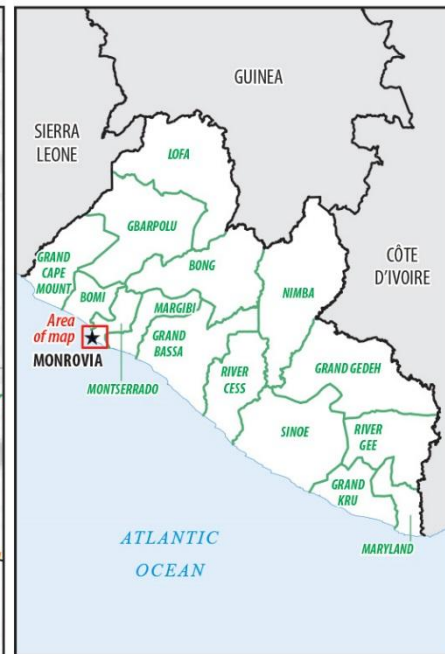 GUINEA
SIERRA
LEONE
LOFA
GBARPOLU
CÔTE
D'IVOIRE
GRAND
CAPE
MOUNT
BONG
NIMBA
BOMI
MARGIBI
Area
of map
MONROVIA
GRAND
BASSA
MONTSERRADO
RIVER
CESS
GRAND GEDEH
SINOE
RIVER
GEE
GRAND
KRU
MARYLAND
ATLANTIC
OCEAN